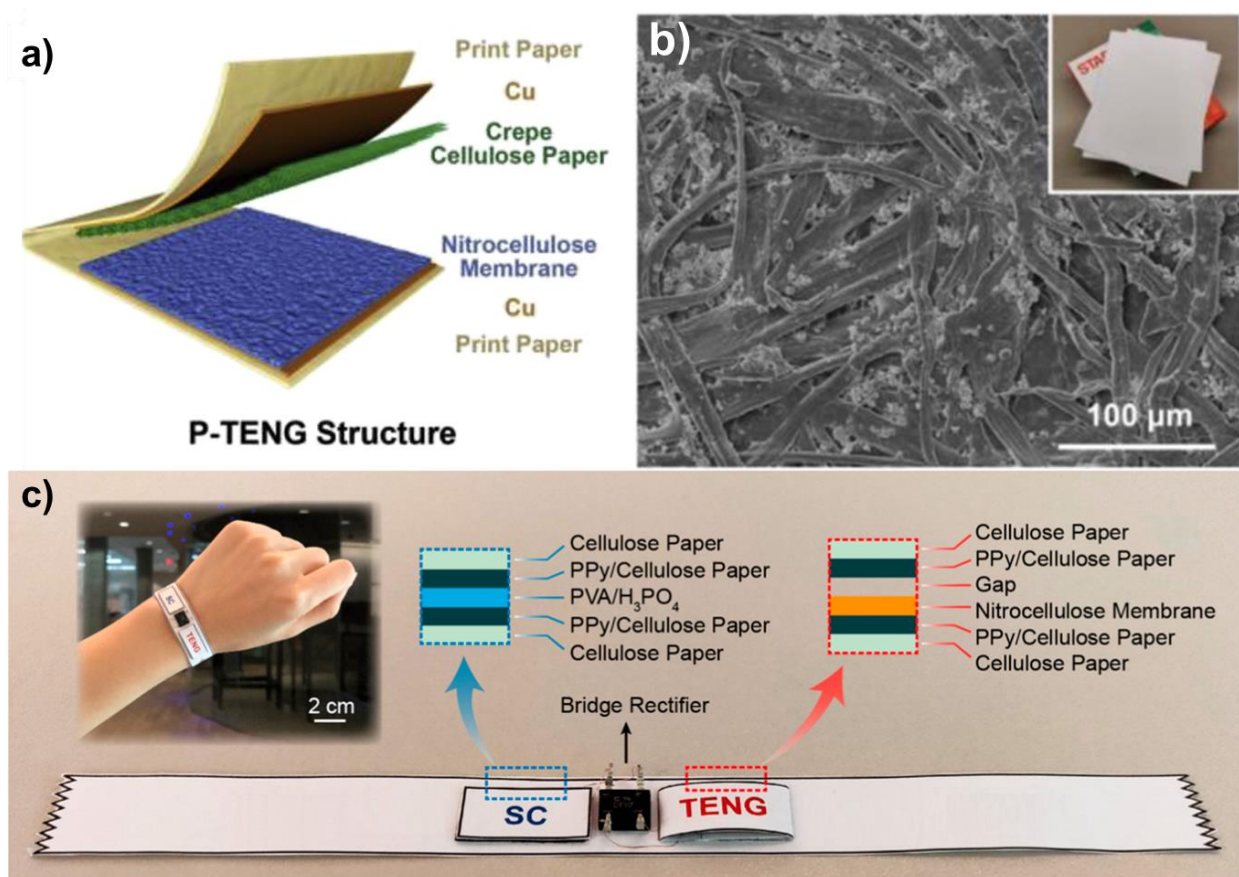 a)
Print Paper
Cu
Crepe
Cellulose Paper
Nitrocellulose
Membrane
Cu
Print Paper
P-TENG Structure
b)
100 µm
c)
SC
TENG
2 cm
Cellulose Paper
PPy/Cellulose Paper
PVA/H₃PO₄
PPy/Cellulose Paper
Cellulose Paper
Bridge Rectifier
Cellulose Paper
PPy/Cellulose Paper
Gap
Nitrocellulose Membrane
PPy/Cellulose Paper
Cellulose Paper
SC
TENG